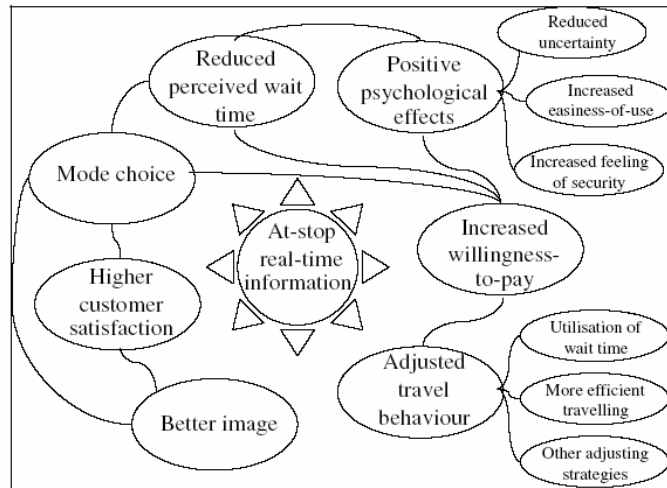 Reduced
perceived wait
time
Positive
psychological
effects
Reduced
uncertainty
Increased
easiness-of-use
Increased feeling
of security
Mode choice
At-stop
real-time
information
Increased
willingness-
to-pay
Higher
customer
satisfaction
Adjusted
travel
behaviour
Utilisation of
wait time
More efficient
travelling
Other adjusting
strategies
Better image